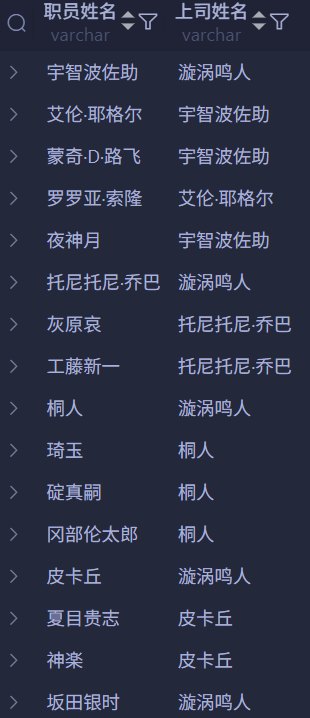 职员姓名 上司姓名
varchar varchar
宇智波佐助 漩涡鸣人
艾伦·耶格尔 宇智波佐助
蒙奇·D·路飞 宇智波佐助
罗罗亚·索隆 艾伦·耶格尔
夜神月 宇智波佐助
托尼托尼·乔巴 漩涡鸣人
灰原哀 托尼托尼·乔巴
工藤新一 托尼托尼·乔巴
桐人 漩涡鸣人
琦玉 桐人
碇真嗣 桐人
冈部伦太郎 桐人
皮卡丘 漩涡鸣人
夏目贵志 皮卡丘
神楽 皮卡丘
坂田银时 漩涡鸣人